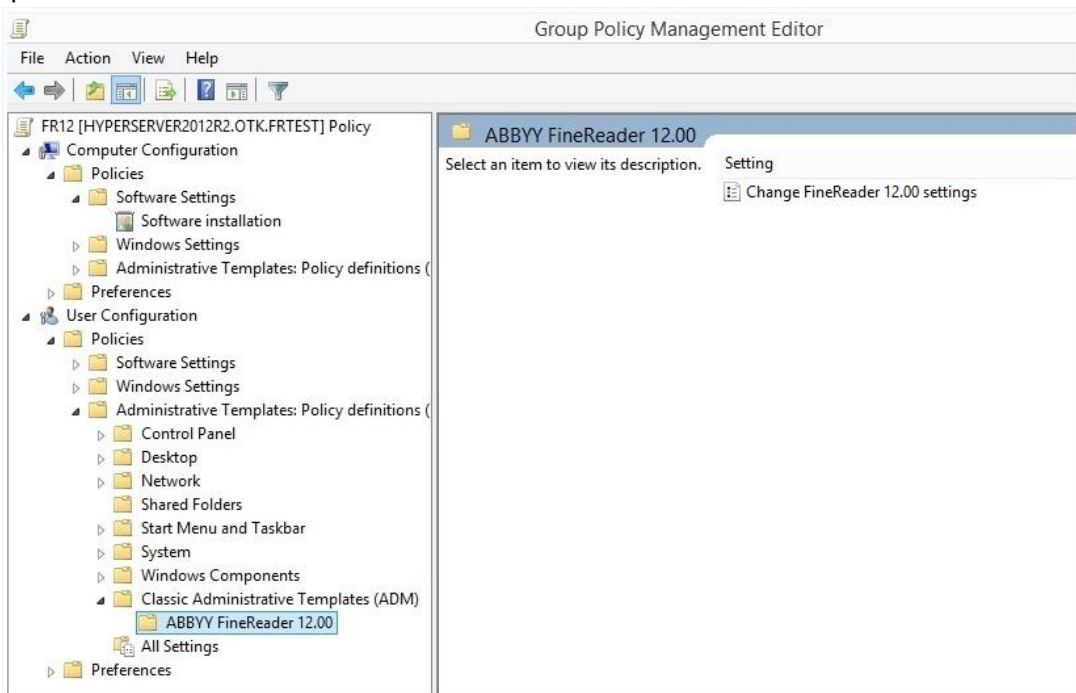 Group Policy Management Editor
File Action View Help
FR12 [HYPERSERVER2012R2.OTK.FRTEST] Policy
Computer Configuration
Policies
Software Settings
Software installation
Windows Settings
Administrative Templates: Policy definitions (
Preferences
User Configuration
Policies
Software Settings
Windows Settings
Administrative Templates: Policy definitions (
Control Panel
Desktop
Network
Shared Folders
Start Menu and Taskbar
System
Windows Components
Classic Administrative Templates (ADM)
ABBYY FineReader 12.00
All Settings
Preferences
ABBYY FineReader 12.00
Select an item to view its description.
Setting
Change FineReader 12.00 settings